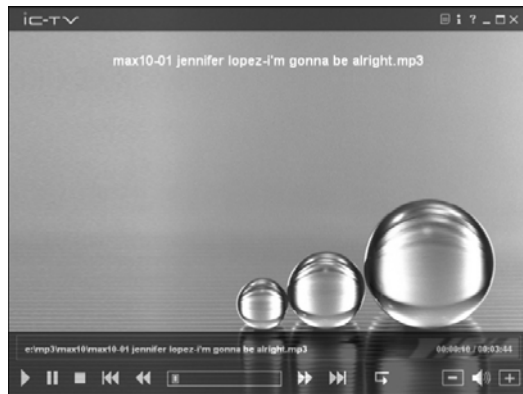 ic-tv
max10-01 jennifer lopez-i'm gonna be alright.mp3
e:\mp3\max10\max10-01 jennifer lopez-i'm gonna be alright.mp3 00:00:10 / 00:03:44